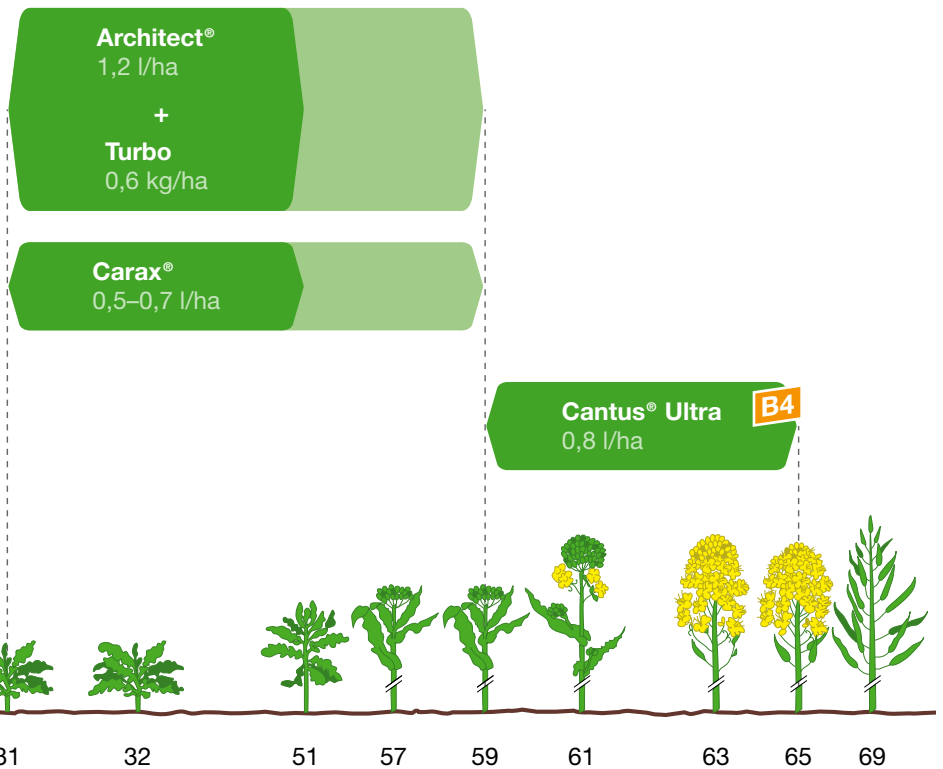 Architect®
1,2 l/ha
+
Turbo
0,6 kg/ha
Carax®
0,5–0,7 l/ha
Cantus® Ultra B4
0,8 l/ha
31 32 51 57 59 61 63 65 69